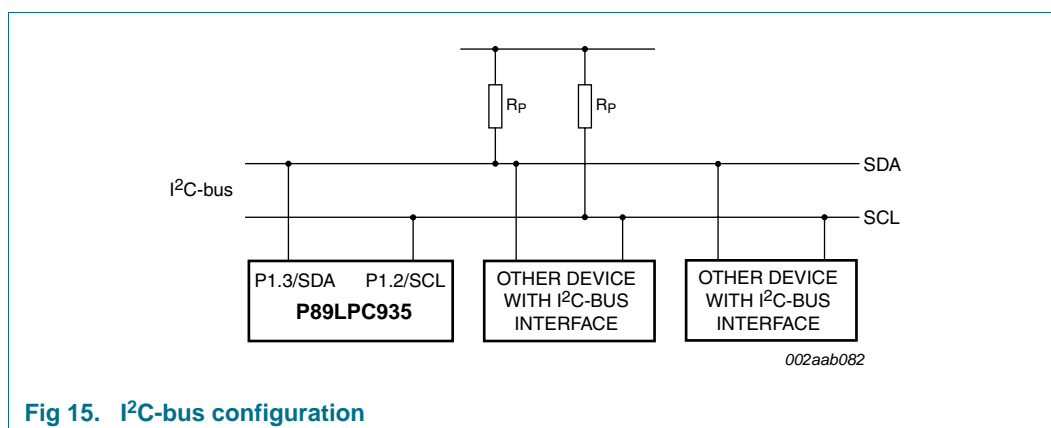 RP RP
SDA
I2C-bus
SCL
P1.3/SDA P1.2/SCL
P89LPC935
OTHER DEVICE
WITH I2C-BUS
INTERFACE
OTHER DEVICE
WITH I2C-BUS
INTERFACE
002aab082
Fig 15. I2C-bus configuration